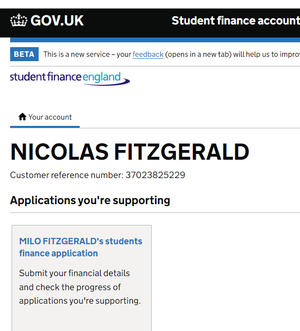 GOV.UK
Student finance account
BETA
This is a new service – your feedback (opens in a new tab) will help us to
student finance england
Your account
NICOLAS FITZGERALD
Customer reference number: 37023825229
Applications you're supporting
MILO FITZGERALD's students
finance application
Submit your financial details
and check the progress of
applications you're supporting.